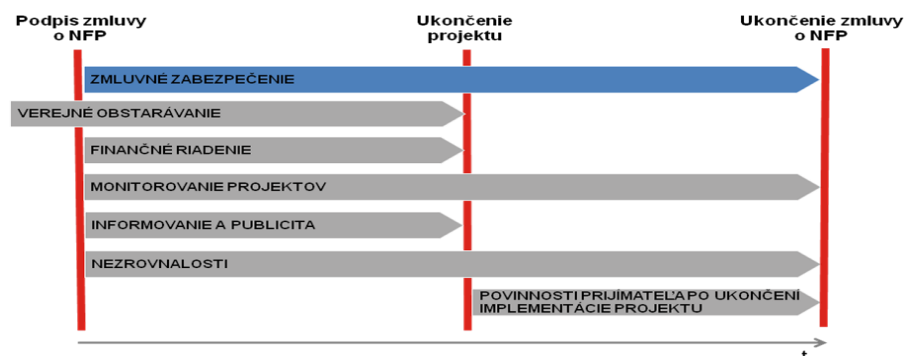 Podpis zmluvy
o NFP
Ukončenie
projektu
Ukončenie zmluvy
o NFP
ZMLUVNÉ ZABEZPEČENIE
VEREJNÉ OBSTARÁVANIE
FINANČNÉ RIADENIE
MONITOROVANIE PROJEKTOV
INFORMOVANIE A PUBLICITA
NEZROVNALOSTI
POVINNOSTI PRIJÍMATEĽA PO UKONČENÍ
IMPLEMENTÁCIE PROJEKTU
t